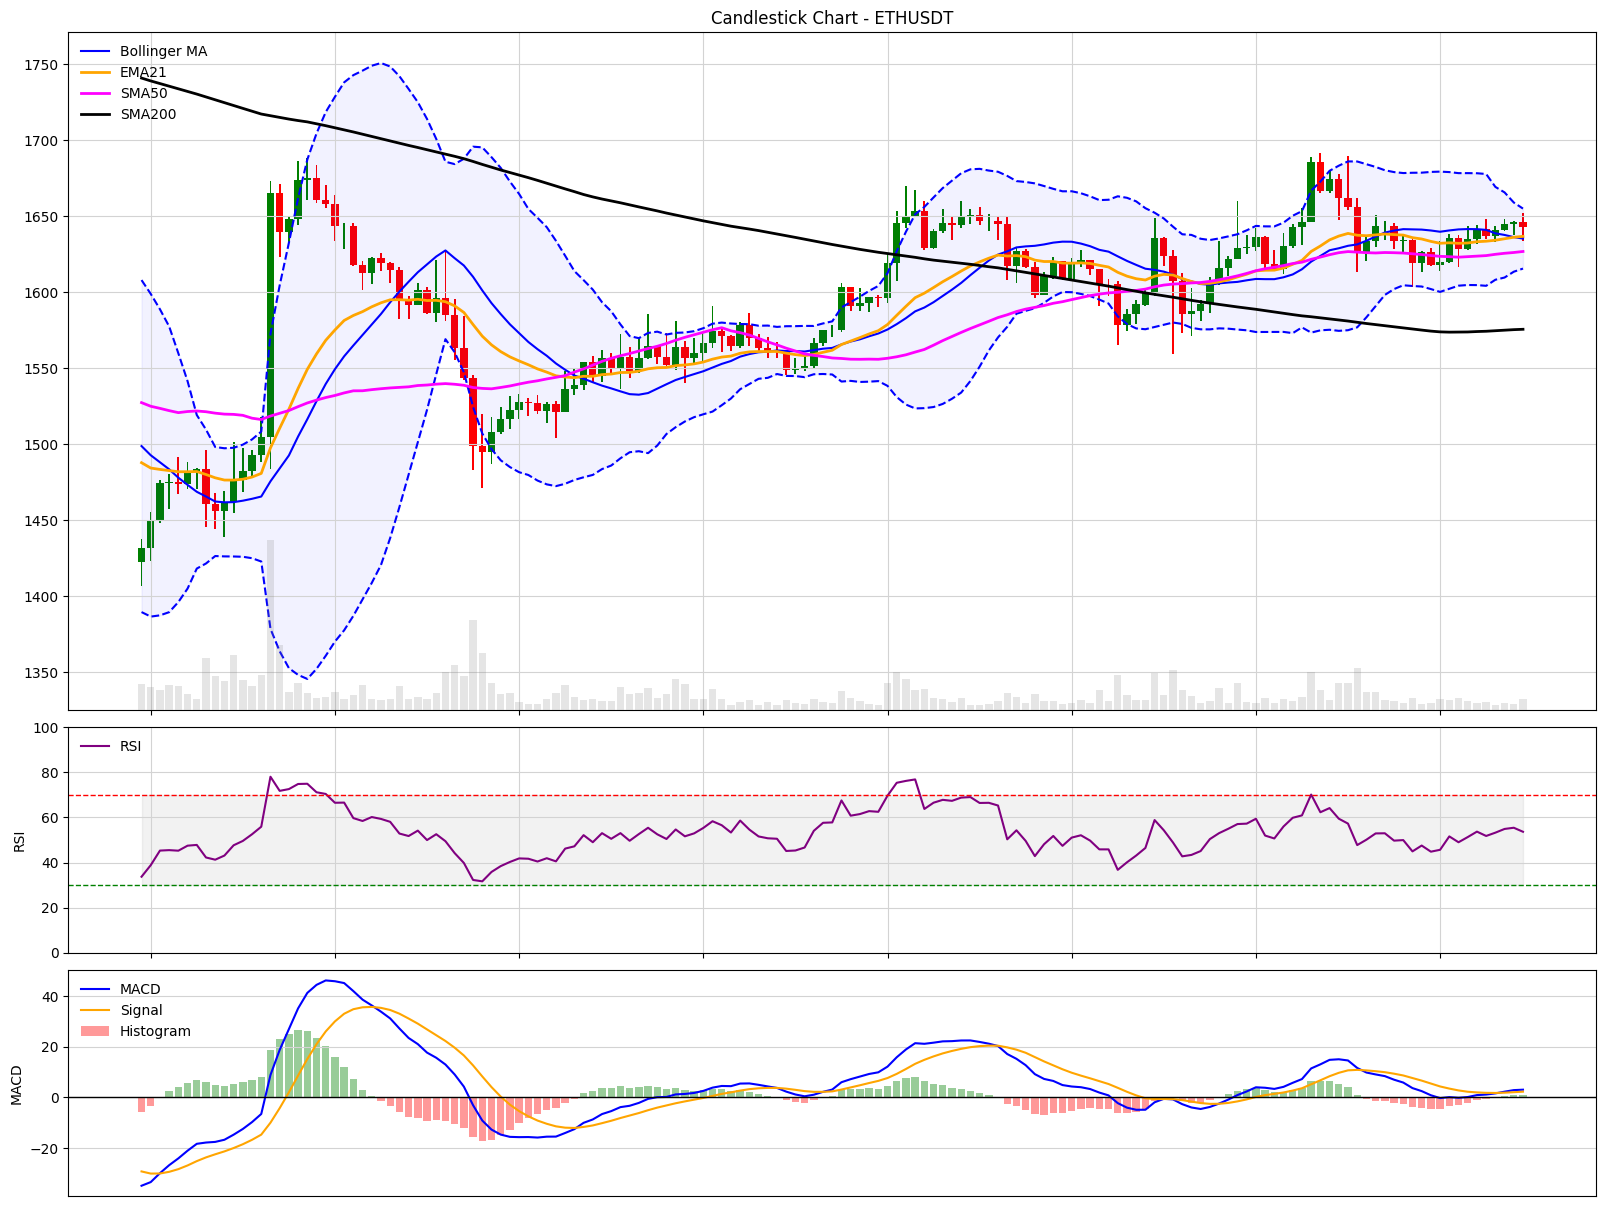 Candlestick Chart - ETHUSDT
Bollinger MA
EMA21
SMA50
SMA200
1750
1700
1650
1600
1550
1500
1450
1400
1350
RSI
100
80
60
40
20
0
RSI
MACD
Signal
Histogram
40
20
0
−20
MACD